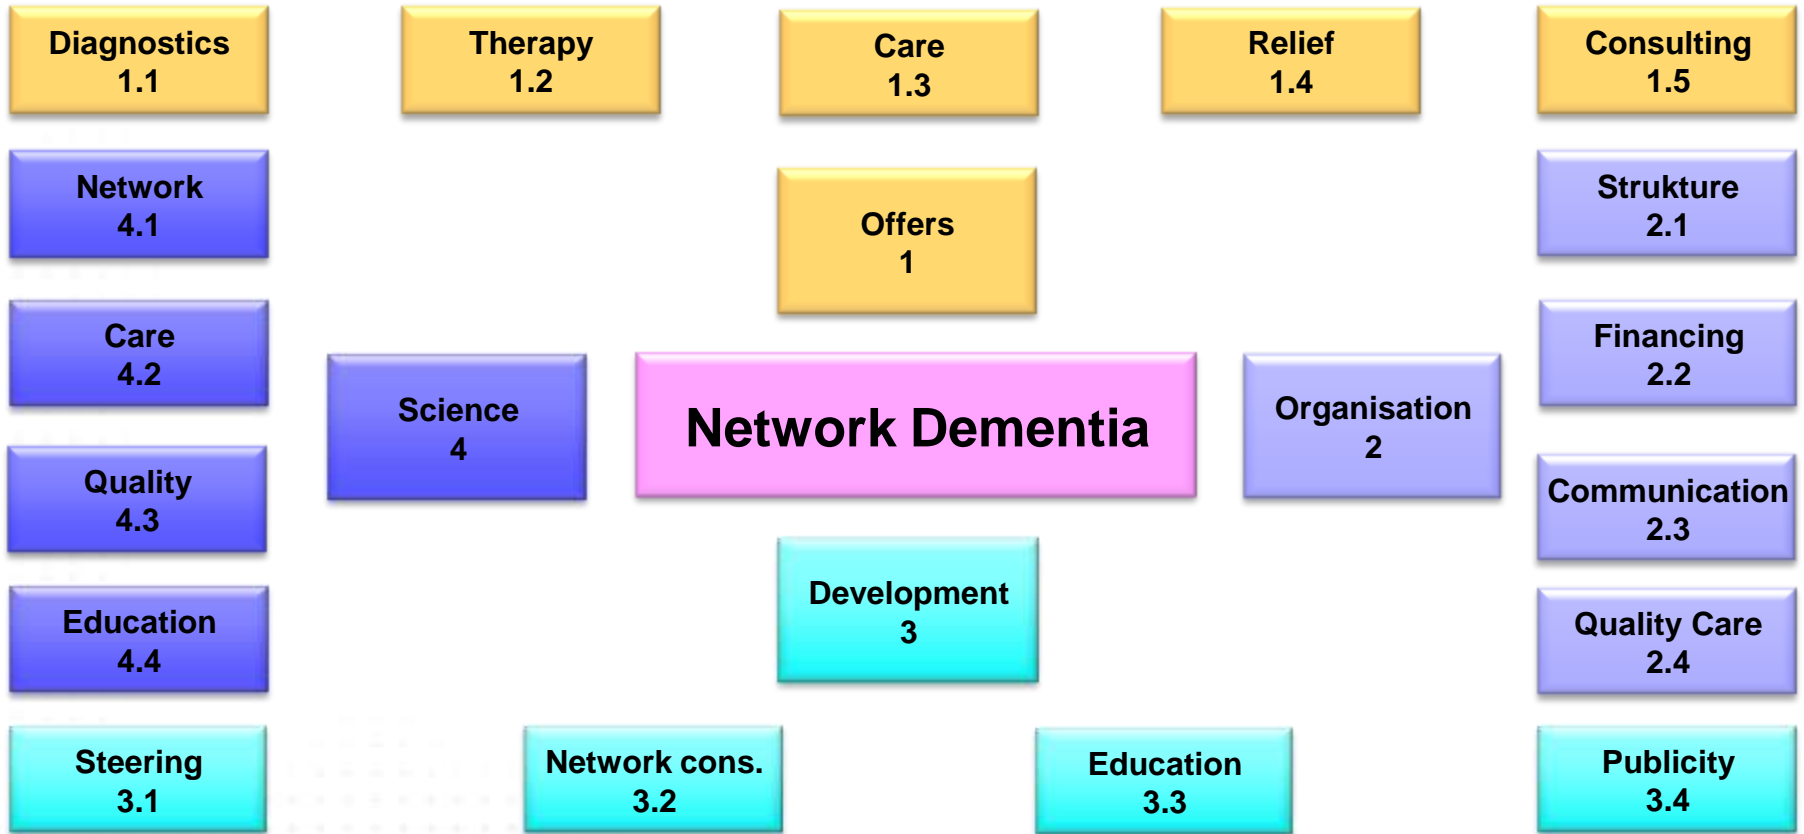 Diagnostics
1.1
Therapy
1.2
Care
1.3
Relief
1.4
Consulting
1.5
Network
4.1
Offers
1
Strukture
2.1
Care
4.2
Financing
2.2
Science
4
Network Dementia
Organisation
2
Quality
4.3
Communication
2.3
Development
3
Education
4.4
Quality Care
2.4
Steering
3.1
Network cons.
3.2
Education
3.3
Publicity
3.4